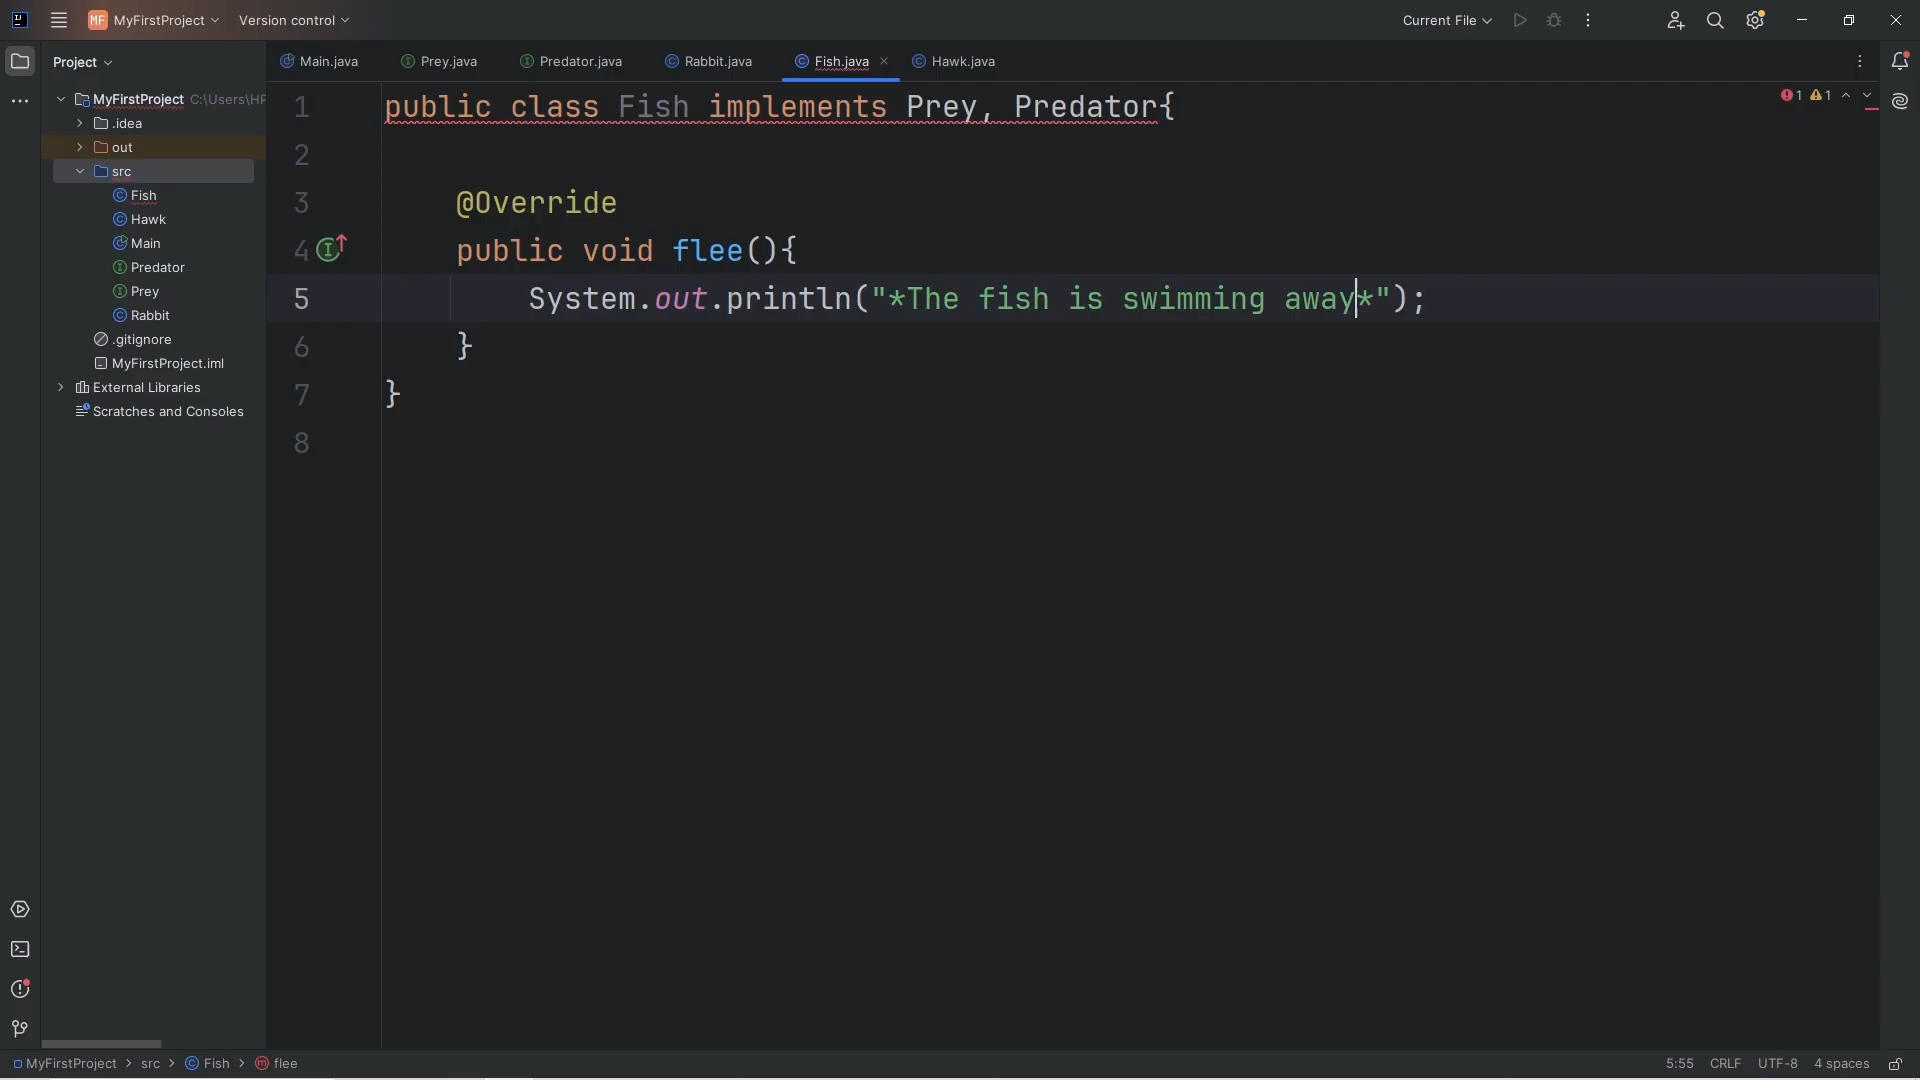 MF MyFirstProject Version control Current File
Project
Main.java Prey.java Predator.java Rabbit.java Fish.java Hawk.java
MyFirstProject C:\Users\HP
.idea
out
src
Fish
Hawk
Main
Predator
Prey
Rabbit
.gitignore
MyFirstProject.iml
External Libraries
Scratches and Consoles
1 public class Fish implements Prey, Predator{
2
3 @Override
4 public void flee(){
5 System.out.println("*The fish is swimming away*");
6 }
7 }
8
1 1
MyFirstProject > src > Fish > flee
5:55 CRLF UTF-8 4 spaces